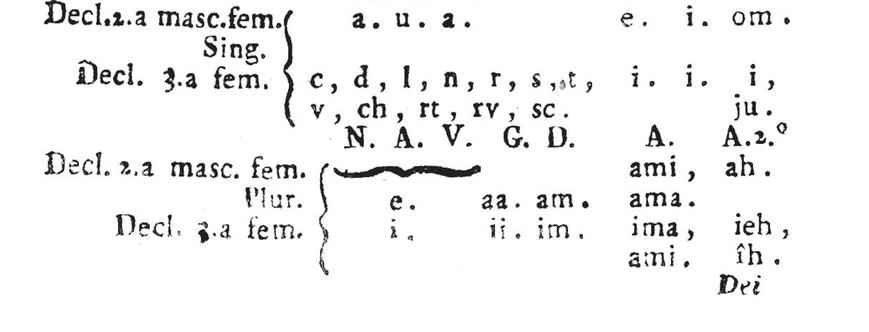 Decl.2.a masc.fem. a. u. a. e. i. om.
Sing.
Decl. 3.a fem. c, d, l, n, r, s, t, i. i. i,
v, ch, rt, rv, sc. ju.
N. A. V. G. D. A. A.2.º
Decl. 2.a masc. fem. ami, ah.
Plur. e. aa. am. ama.
Decl. 3.a fem. i. ii. im. ima, ieh,
ami. îh.
Dei